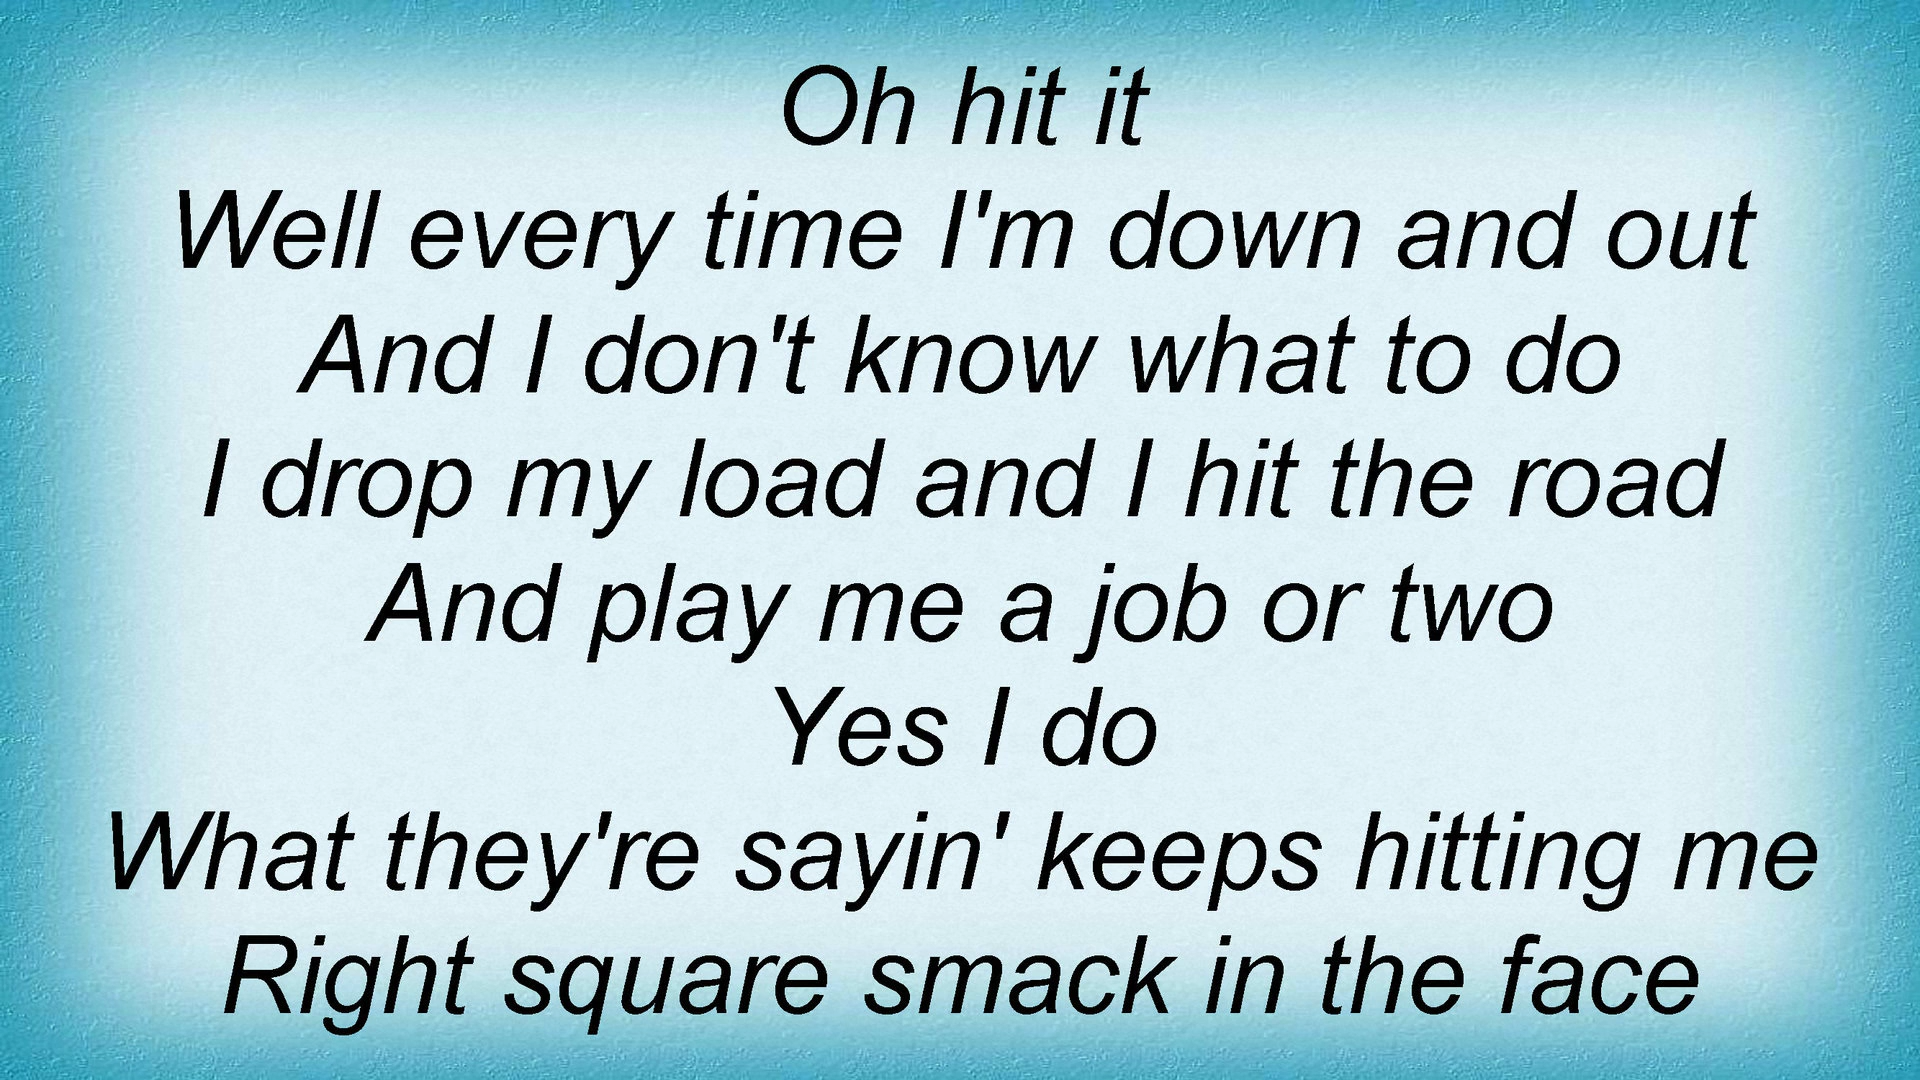 Oh hit it
Well every time I'm down and out
And I don't know what to do
I drop my load and I hit the road
And play me a job or two
Yes I do
What they're sayin' keeps hitting me
Right square smack in the face